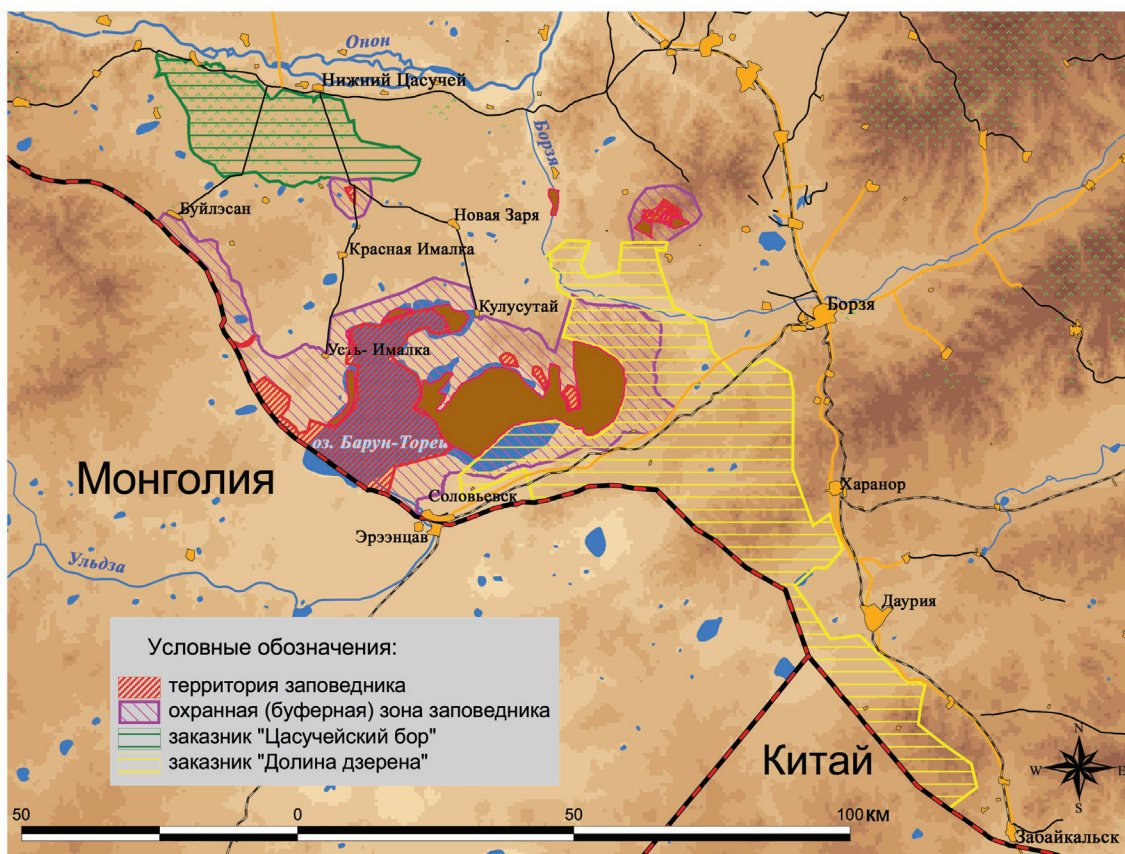 Онон
Нижний Цасучей
Борзя
Буйлэсан
Новая Заря
Красная Ималка
Кулусутай
Борзя
Усть- Ималка
оз. Барун-Торей
Монголия
Соловьевск
Харанор
Эрээнцав
Ульдза
Даурия
Условные обозначения:
территория заповедника
охранная (буферная) зона заповедника
заказник "Цасучейский бор"
заказник "Долина дзерена"
Китай
N
W
E
S
50
0
50
100 КМ
Забайкальск